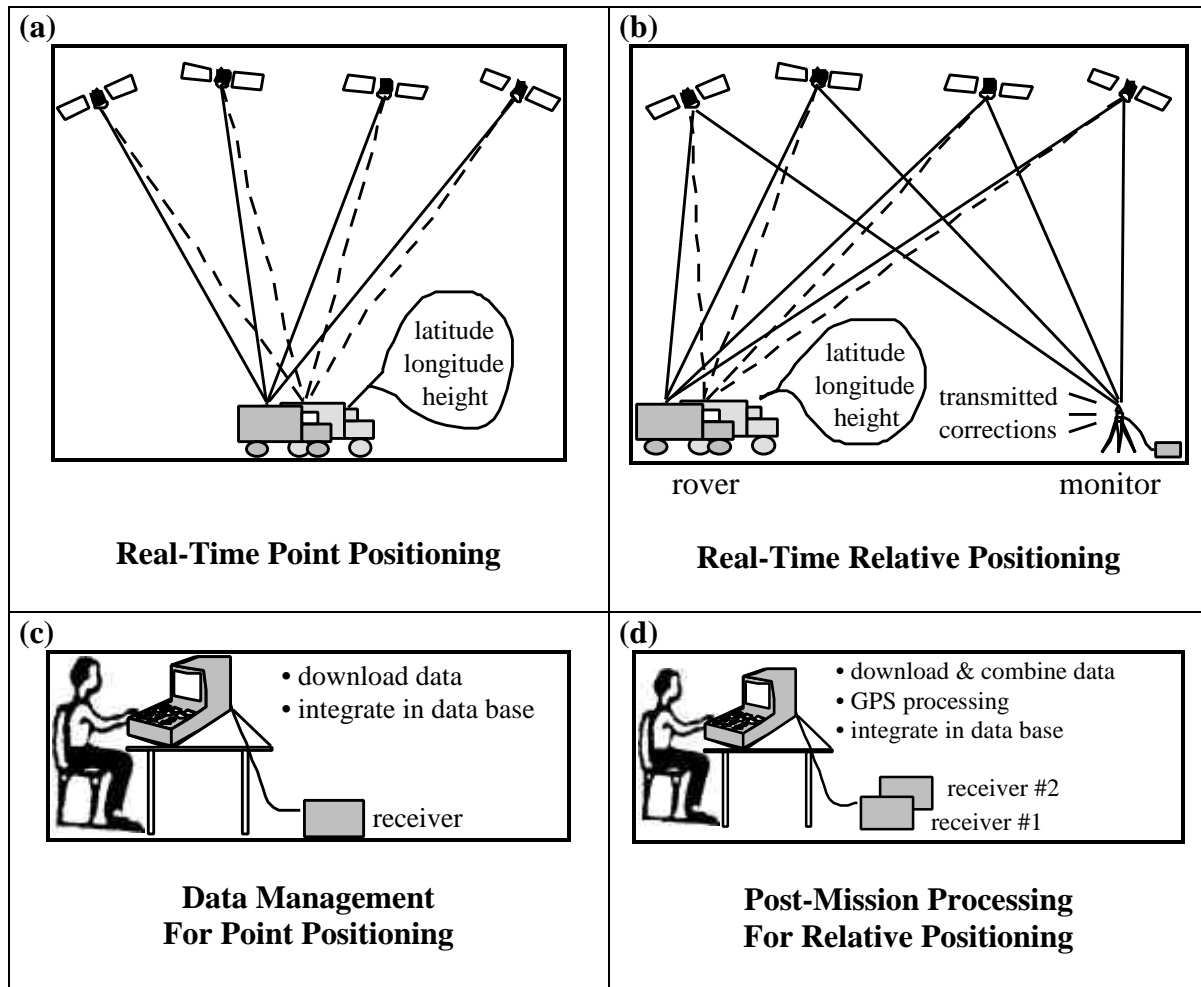 (a)
latitude
longitude
height
Real-Time Point Positioning
(b)
latitude
longitude
height
transmitted
corrections
rover
monitor
Real-Time Relative Positioning
(c)
• download data
• integrate in data base
receiver
Data Management
For Point Positioning
(d)
• download & combine data
• GPS processing
• integrate in data base
receiver #2
receiver #1
Post-Mission Processing
For Relative Positioning